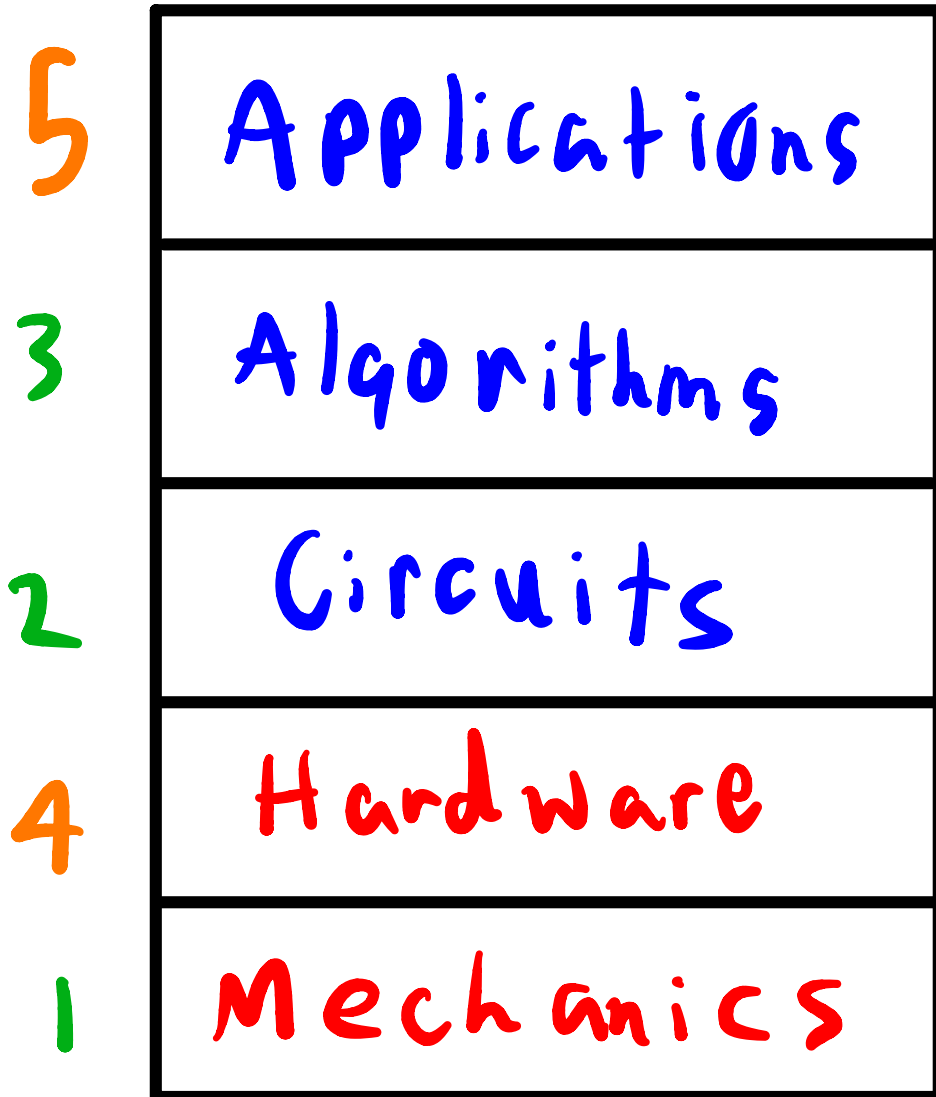 5 Applications
3 Algorithms
2 Circuits
4 Hardware
1 Mechanics